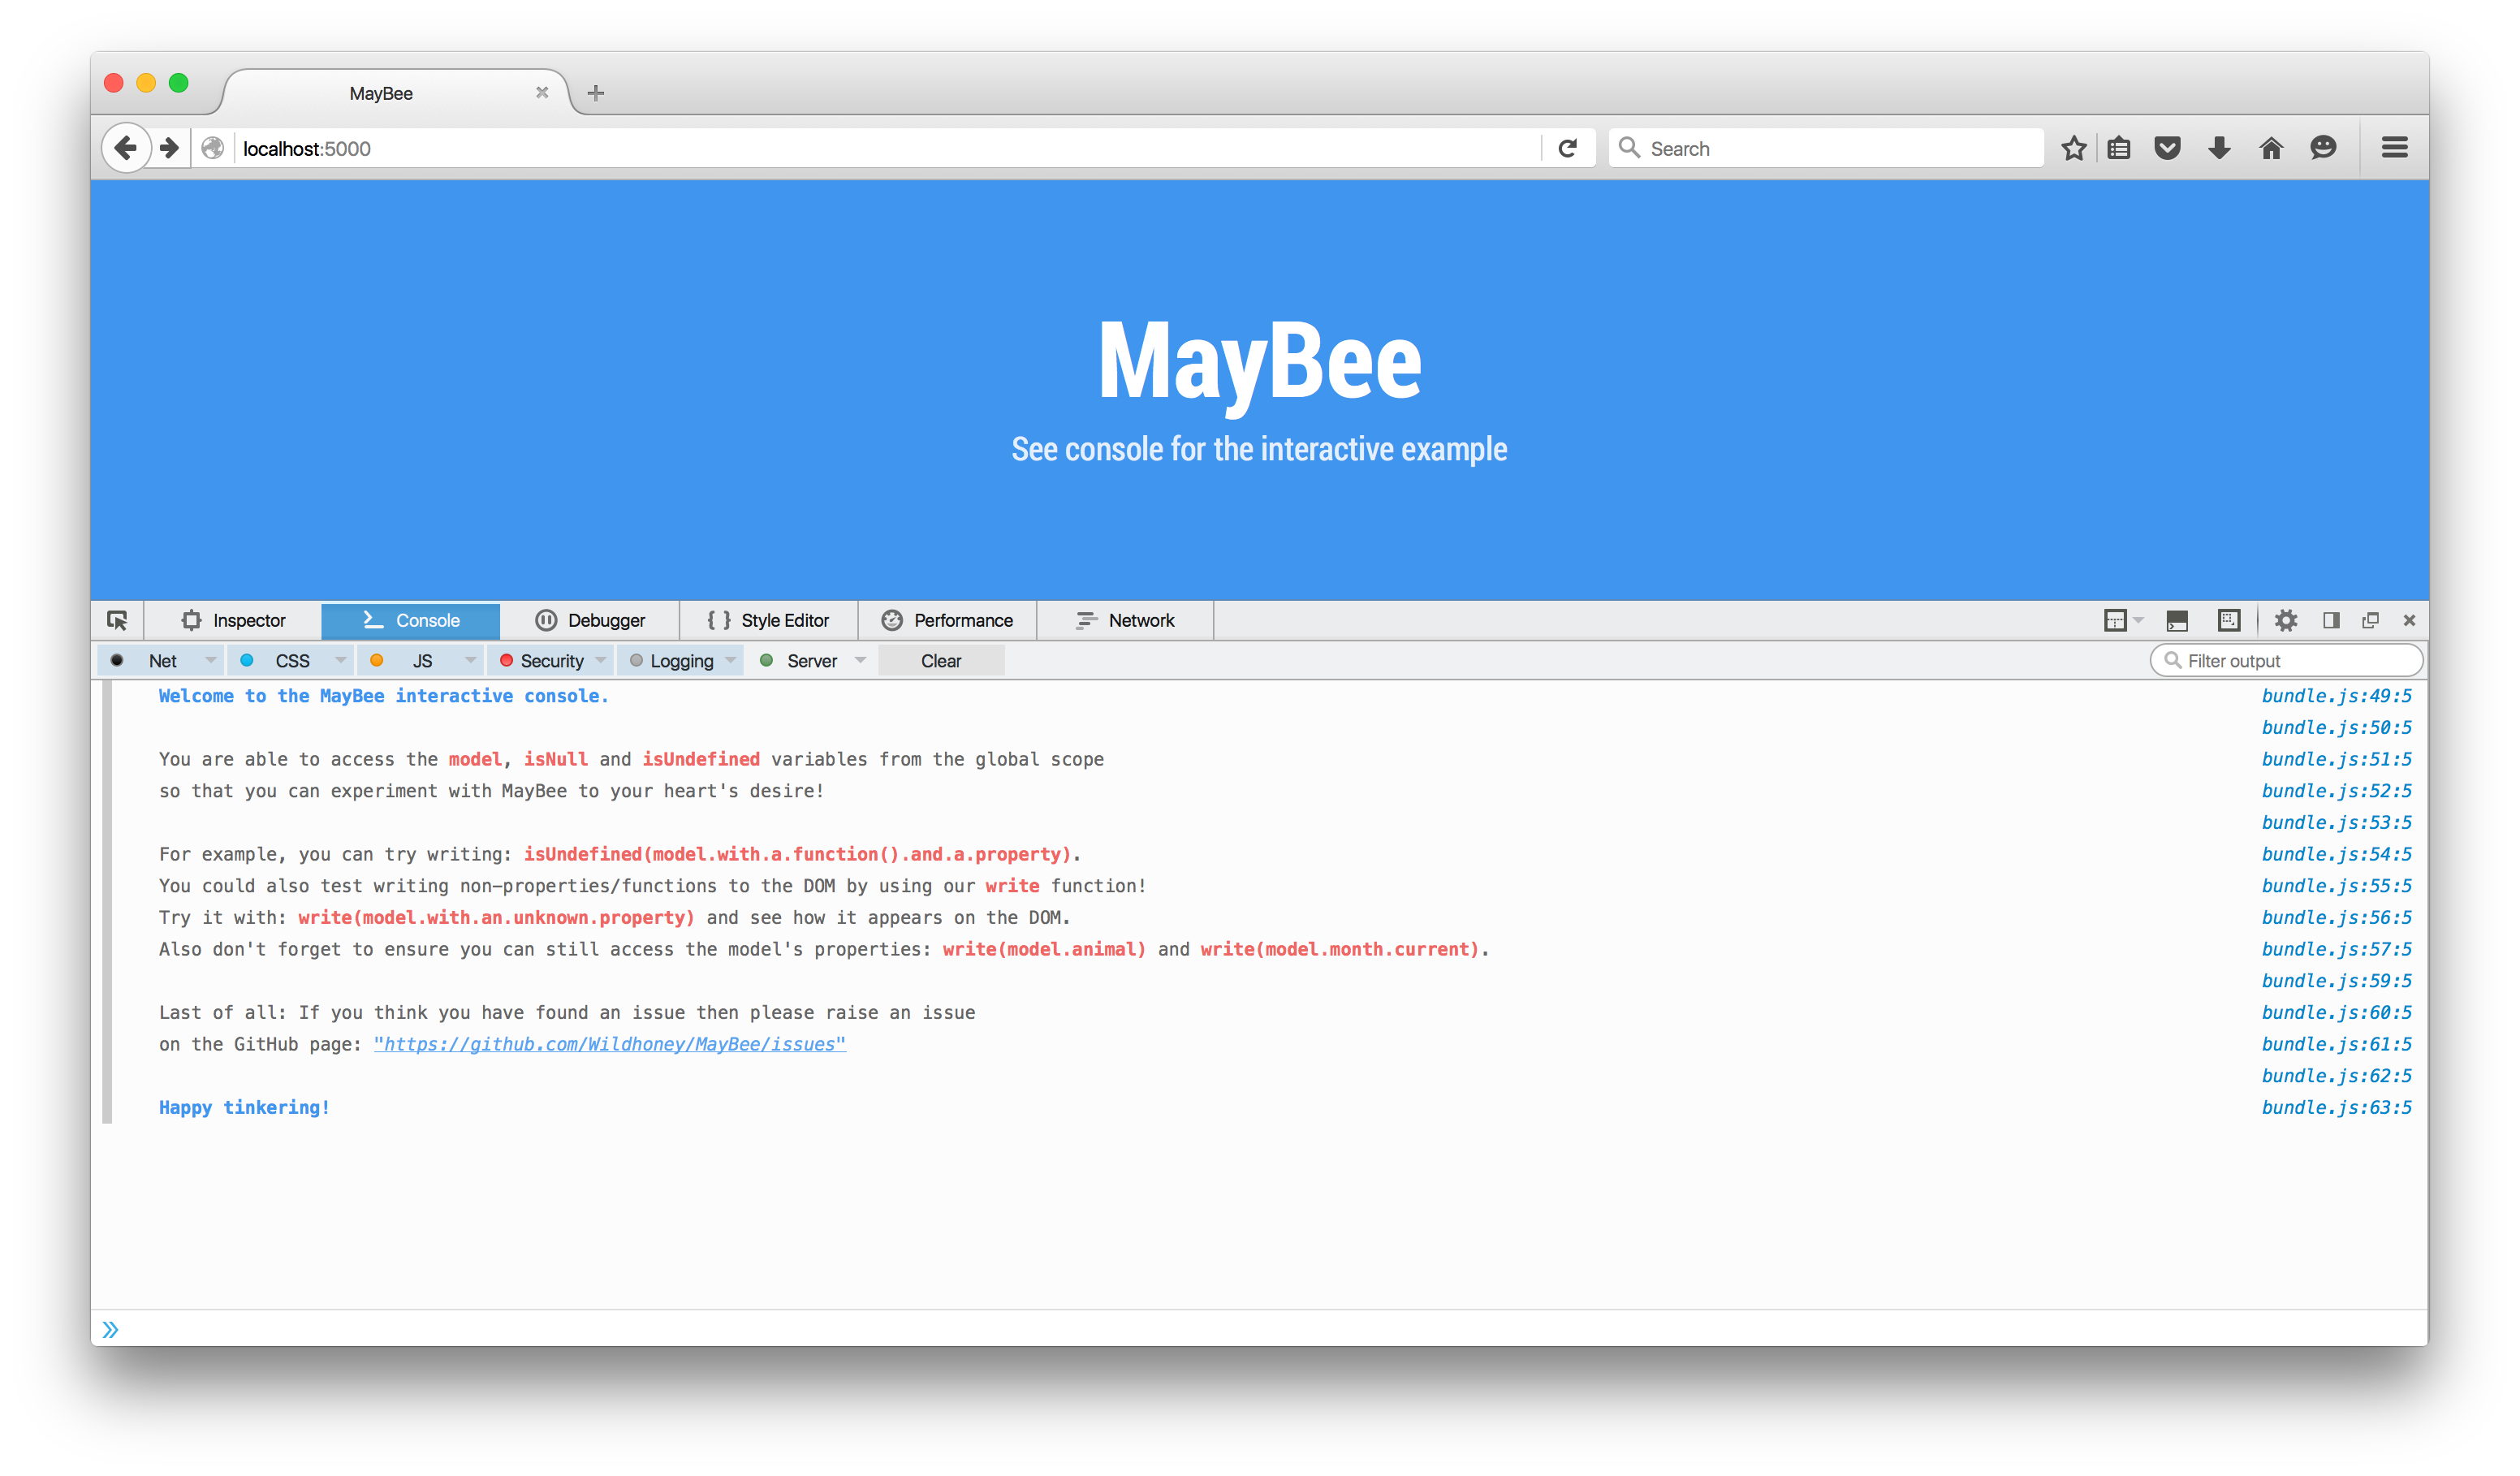 MayBee
localhost:5000
Search
MayBee
See console for the interactive example
Inspector Console Debugger { } Style Editor Performance Network
Net CSS JS Security Logging Server Clear Filter output
Welcome to the MayBee interactive console. bundle.js:49:5
bundle.js:50:5
You are able to access the model, isNull and isUndefined variables from the global scope bundle.js:51:5
so that you can experiment with MayBee to your heart's desire! bundle.js:52:5
bundle.js:53:5
For example, you can try writing: isUndefined(model.with.a.function().and.a.property). bundle.js:54:5
You could also test writing non-properties/functions to the DOM by using our write function! bundle.js:55:5
Try it with: write(model.with.an.unknown.property) and see how it appears on the DOM. bundle.js:56:5
Also don't forget to ensure you can still access the model's properties: write(model.animal) and write(model.month.current). bundle.js:57:5
bundle.js:59:5
Last of all: If you think you have found an issue then please raise an issue bundle.js:60:5
on the GitHub page: "https://github.com/Wildhoney/MayBee/issues" bundle.js:61:5
bundle.js:62:5
Happy tinkering! bundle.js:63:5